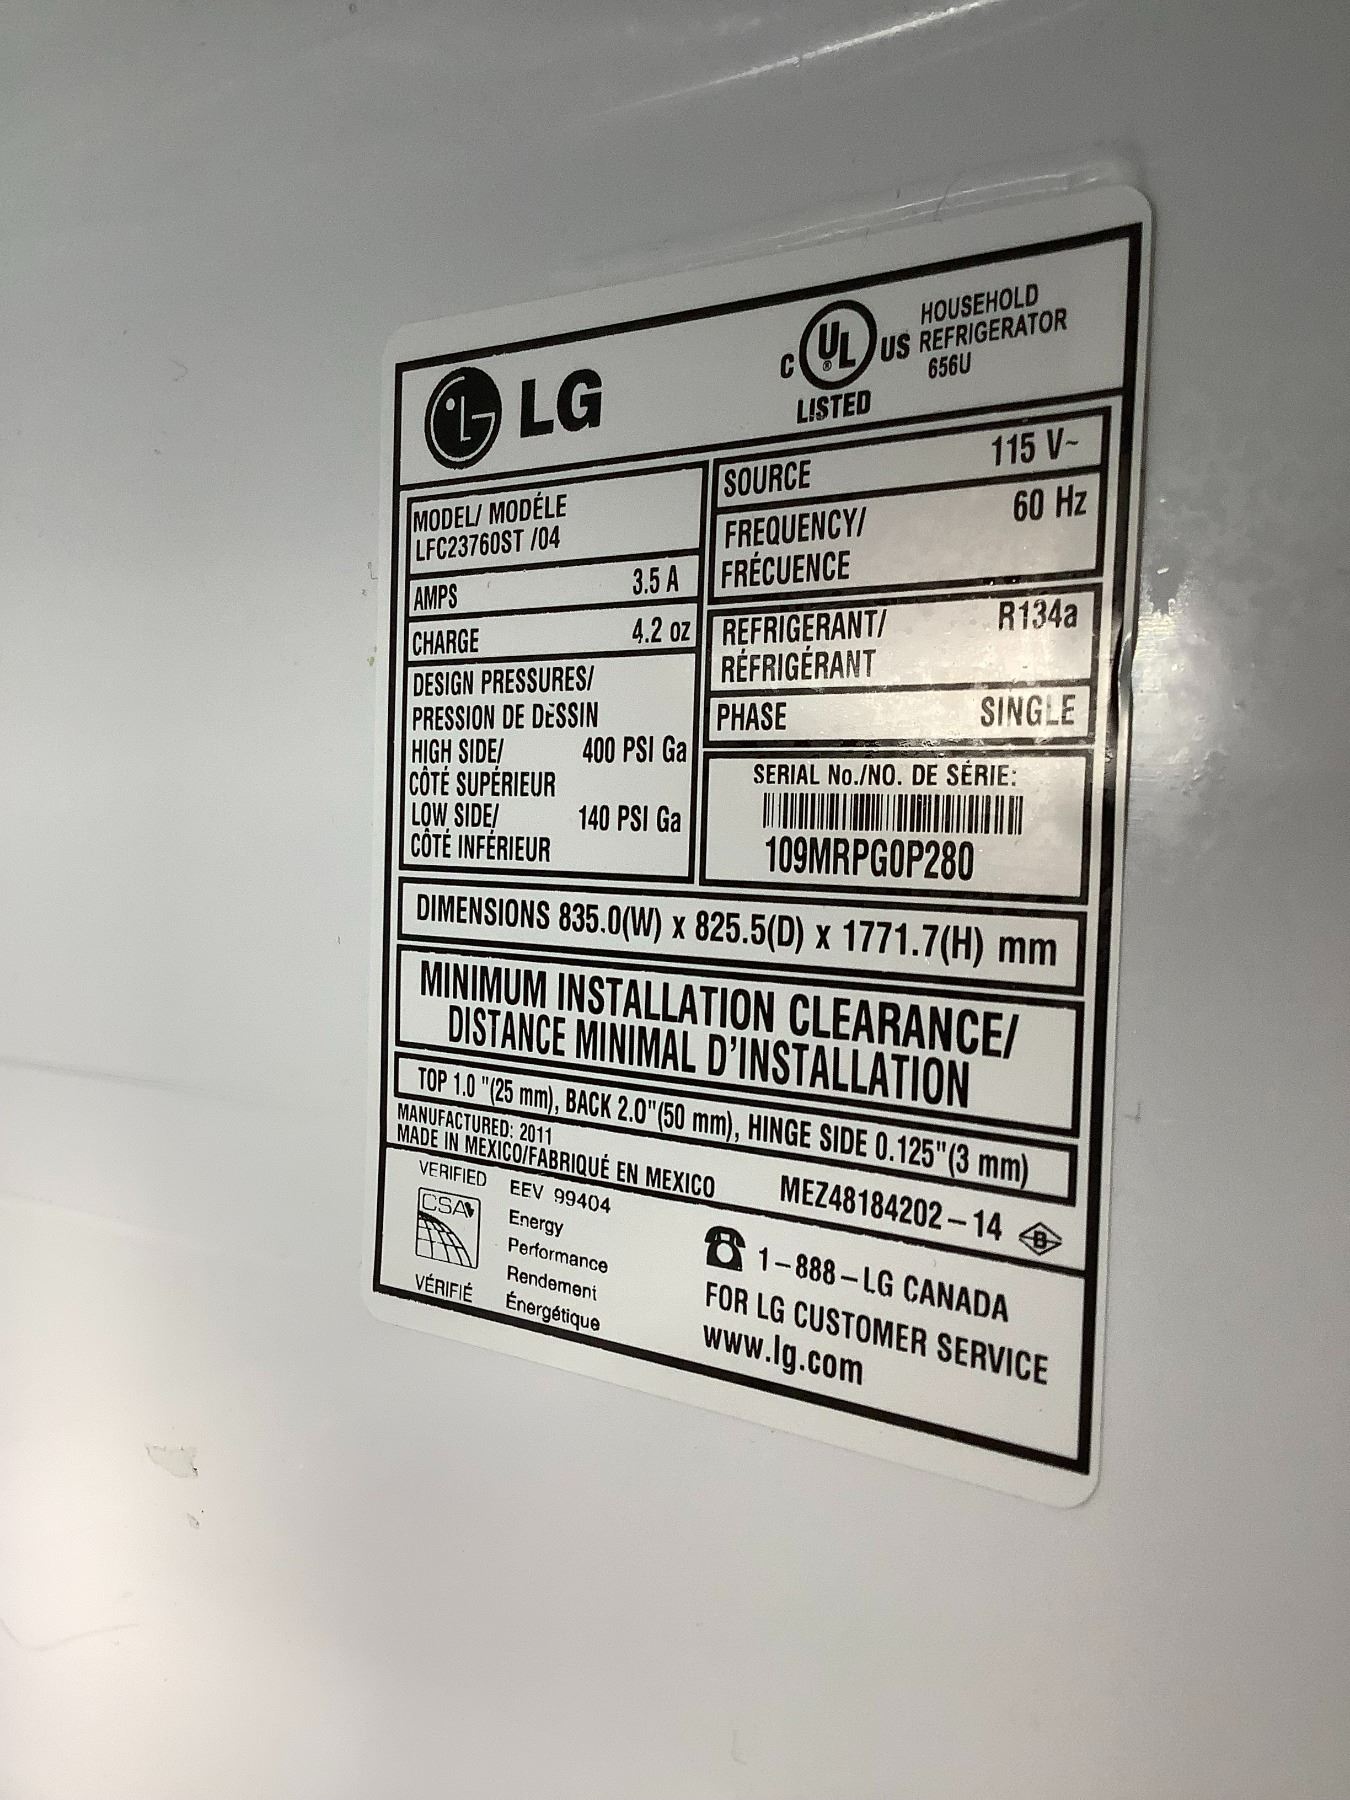 LG
C UL US
LISTED
HOUSEHOLD
REFRIGERATOR
656U
MODEL/ MODÉLE
LFC23760ST /04
AMPS 3.5 A
CHARGE 4.2 oz
DESIGN PRESSURES/
PRESSION DE DESSIN
HIGH SIDE/ 400 PSI Ga
CÔTÉ SUPÉRIEUR
LOW SIDE/ 140 PSI Ga
CÔTÉ INFÉRIEUR
SOURCE 115 V~
FREQUENCY/ 60 Hz
FRÉCUENCE
REFRIGERANT/ R134a
RÉFRIGÉRANT
PHASE SINGLE
SERIAL No./NO. DE SÉRIE:
109MRPG0P280
DIMENSIONS 835.0(W) x 825.5(D) x 1771.7(H) mm
MINIMUM INSTALLATION CLEARANCE/
DISTANCE MINIMAL D'INSTALLATION
TOP 1.0 "(25 mm), BACK 2.0"(50 mm), HINGE SIDE 0.125"(3 mm)
MANUFACTURED: 2011
MADE IN MEXICO/FABRIQUÉ EN MEXICO
MEZ48184202-14 B
VERIFIED
CSA
VÉRIFIÉ
EEV 99404
Energy
Performance
Rendement
Énergétique
1-888-LG CANADA
FOR LG CUSTOMER SERVICE
www.lg.com